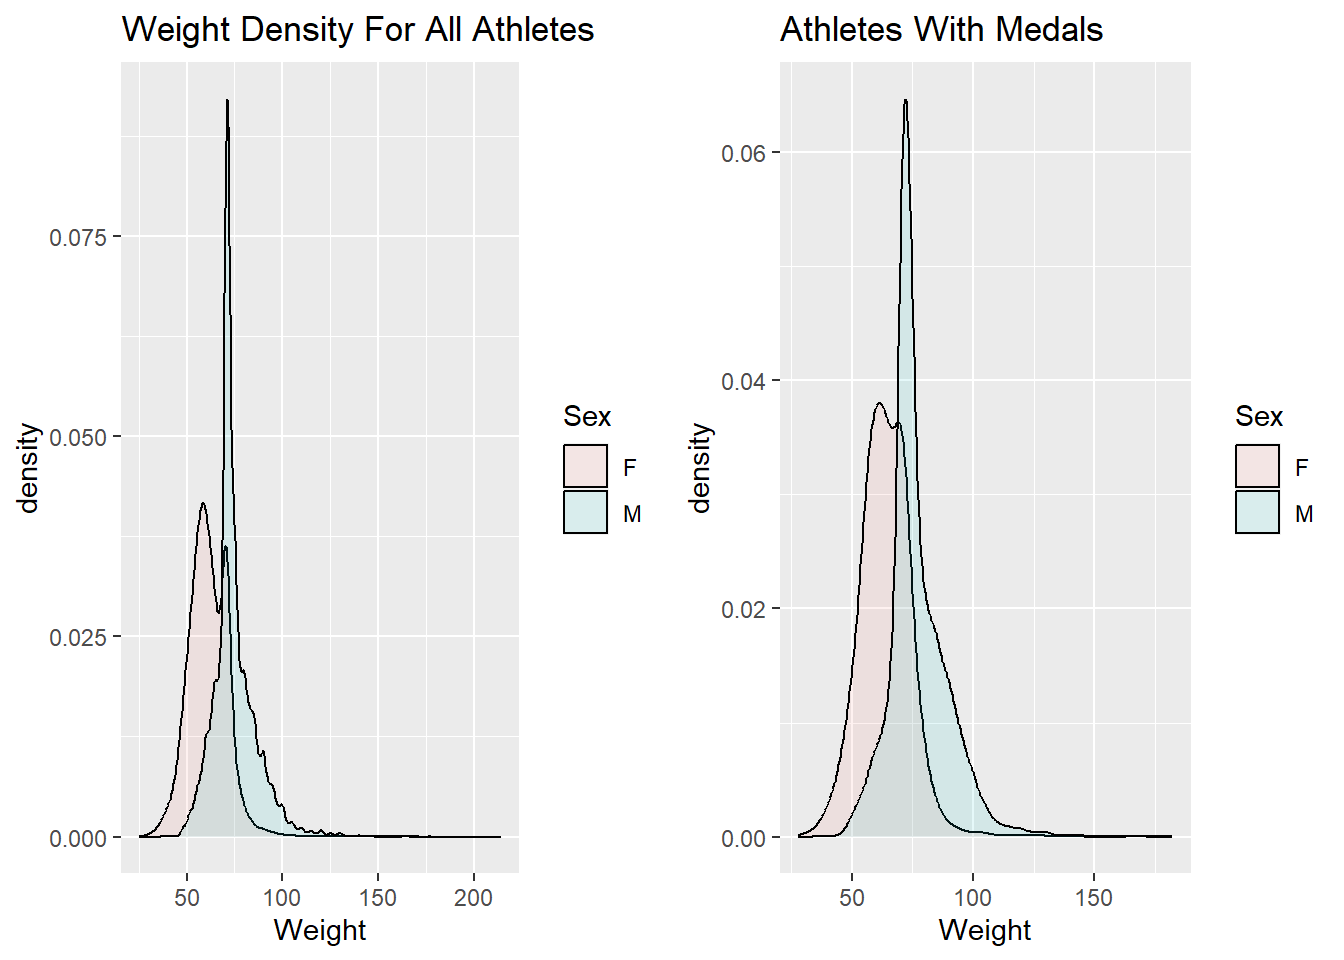 Weight Density For All Athletes
density
0.075
0.050
0.025
0.000
50 100 150 200
Weight
Sex
F
M
Athletes With Medals
density
0.06
0.04
0.02
0.00
50 100 150
Weight
Sex
F
M